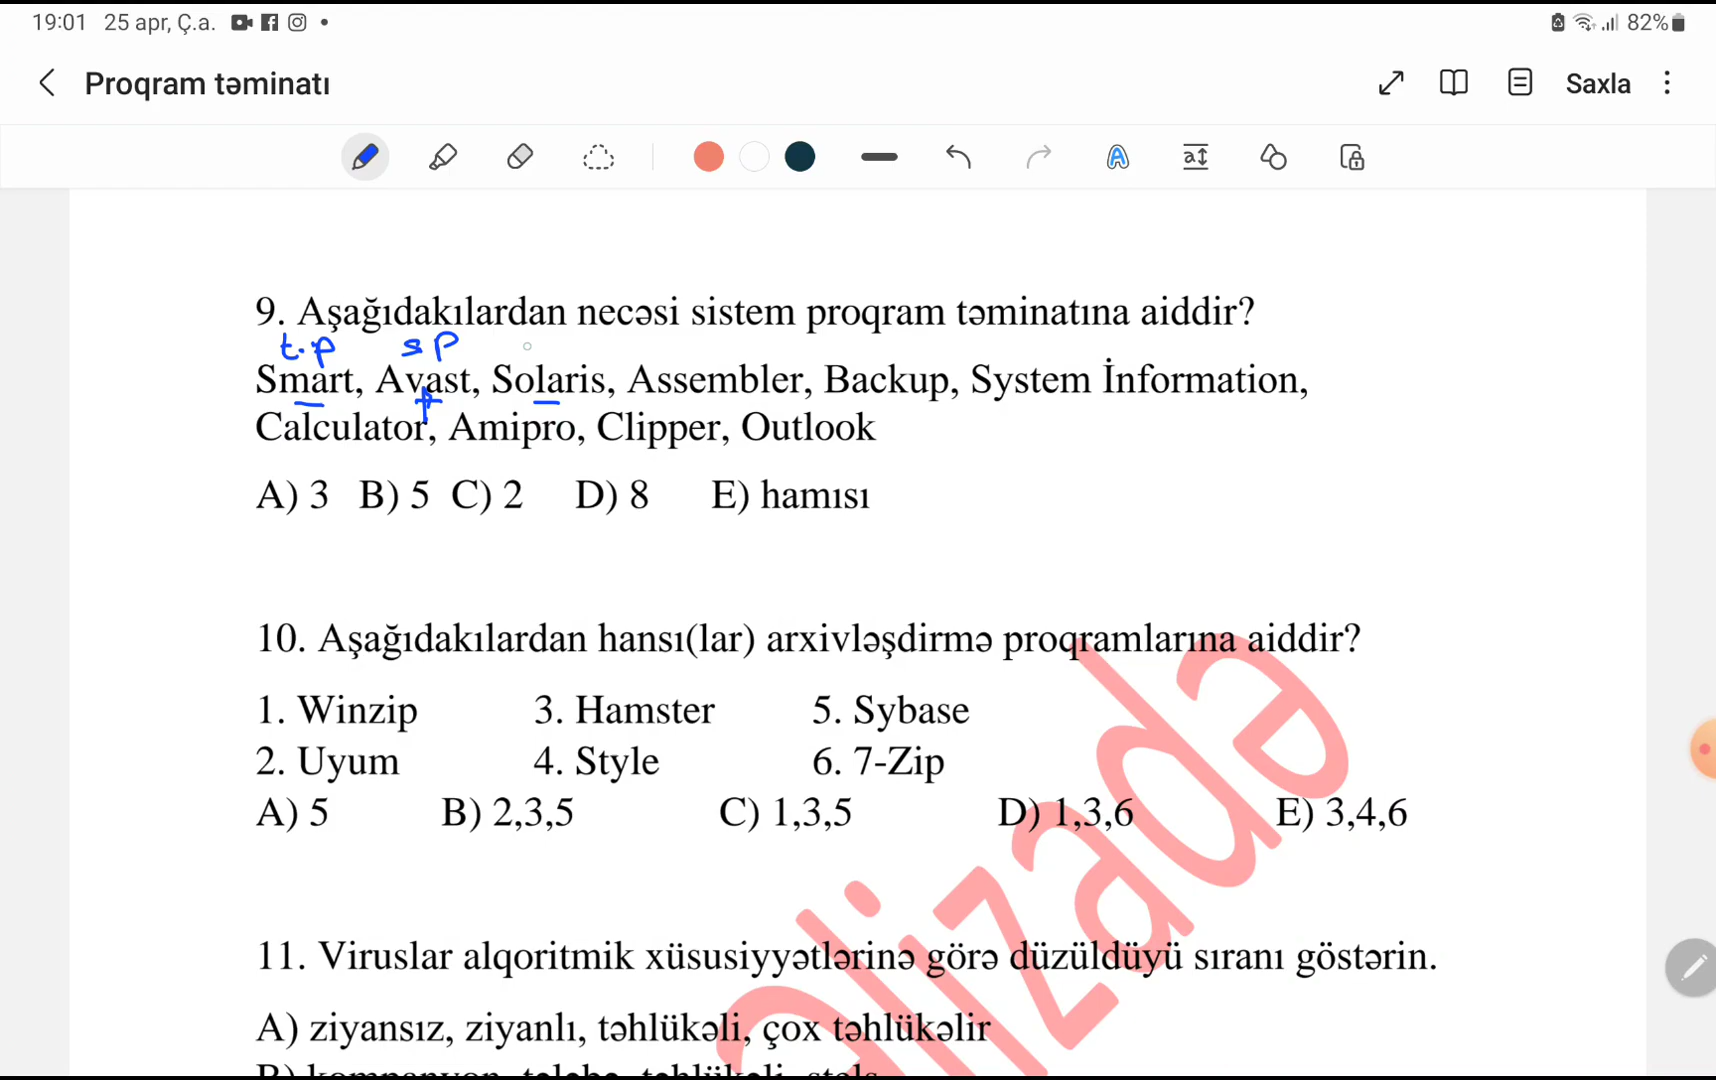 19:01 25 apr, Ç.a. 82%
Proqram təminatı Saxla
9. Aşağıdakılardan necəsi sistem proqram təminatına aiddir?
t.p sp
Smart, Avast, Solaris, Assembler, Backup, System İnformation,
Calculator, Amipro, Clipper, Outlook
A) 3 B) 5 C) 2 D) 8 E) hamısı
10. Aşağıdakılardan hansı(lar) arxivləşdirmə proqramlarına aiddir?
1. Winzip 3. Hamster 5. Sybase
2. Uyum 4. Style 6. 7-Zip
A) 5 B) 2,3,5 C) 1,3,5 D) 1,3,6 E) 3,4,6
əlizadə
11. Viruslar alqoritmik xüsusiyyətlərinə görə düzüldüyü sıranı göstərin.
A) ziyansız, ziyanlı, təhlükəli, çox təhlükəlir